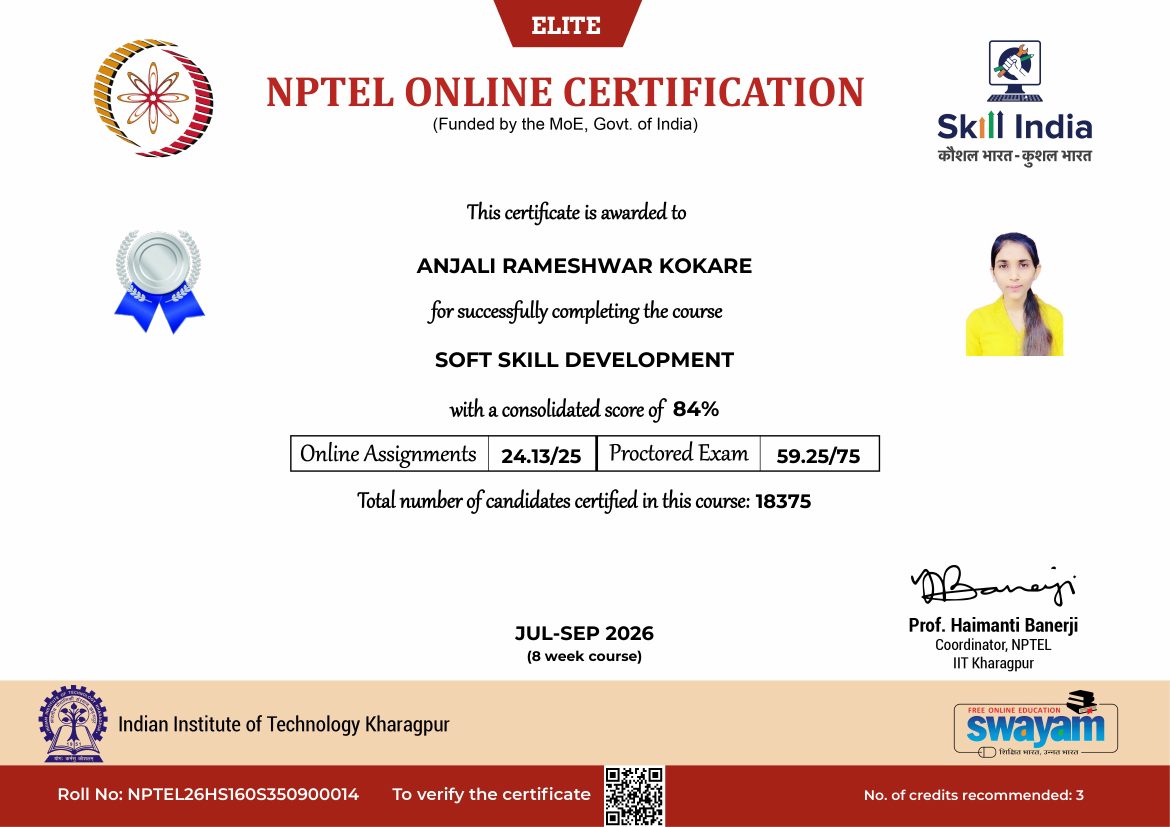 ELITE
NPTEL ONLINE CERTIFICATION
(Funded by the MoE, Govt. of India)
Skill India
कौशल भारत - कुशल भारत
This certificate is awarded to
ANJALI RAMESHWAR KOKARE
for successfully completing the course
SOFT SKILL DEVELOPMENT
with a consolidated score of 84%
Online Assignments 24.13/25 Proctored Exam 59.25/75
Total number of candidates certified in this course: 18375
JUL-SEP 2026
(8 week course)
Prof. Haimanti Banerji
Coordinator, NPTEL
IIT Kharagpur
Indian Institute of Technology Kharagpur
FREE ONLINE EDUCATION
swayam
शिक्षित भारत, उन्नत भारत
Roll No: NPTEL26HS160S350900014 To verify the certificate
No. of credits recommended: 3